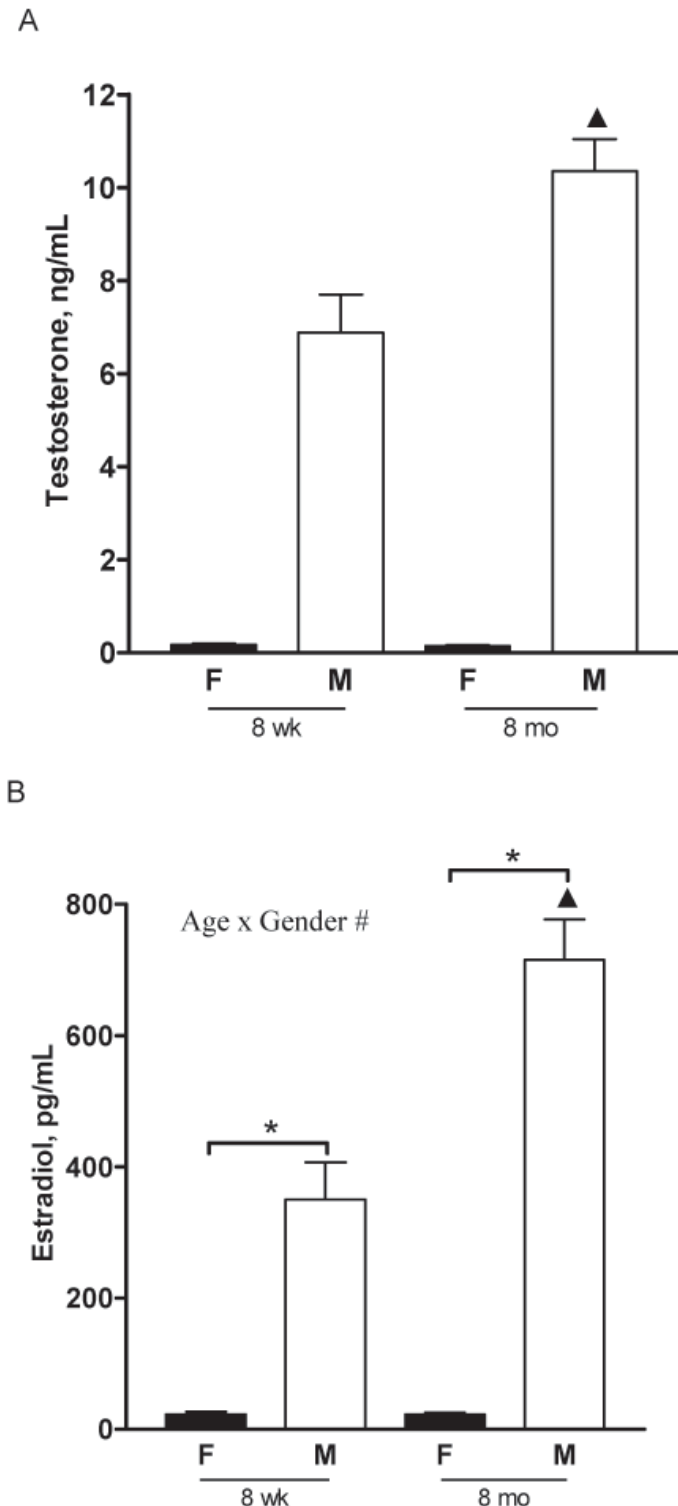 A
12
10
8
6
4
2
0
Testosterone, ng/mL
▲
F M F M
8 wk 8 mo
B
*
*
▲
Age x Gender #
800
600
400
200
0
Estradiol, pg/mL
F M F M
8 wk 8 mo